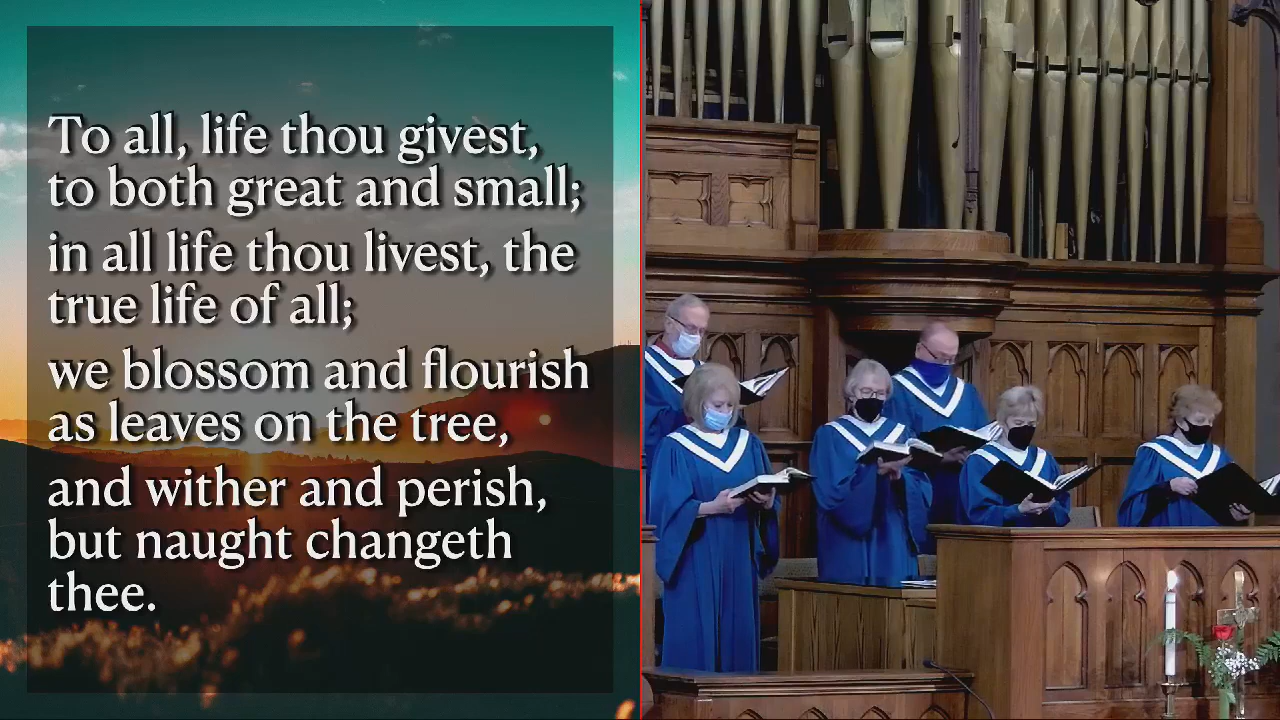 To all, life thou givest,
to both great and small;
in all life thou livest, the
true life of all;
we blossom and flourish
as leaves on the tree,
and wither and perish,
but naught changeth
thee.